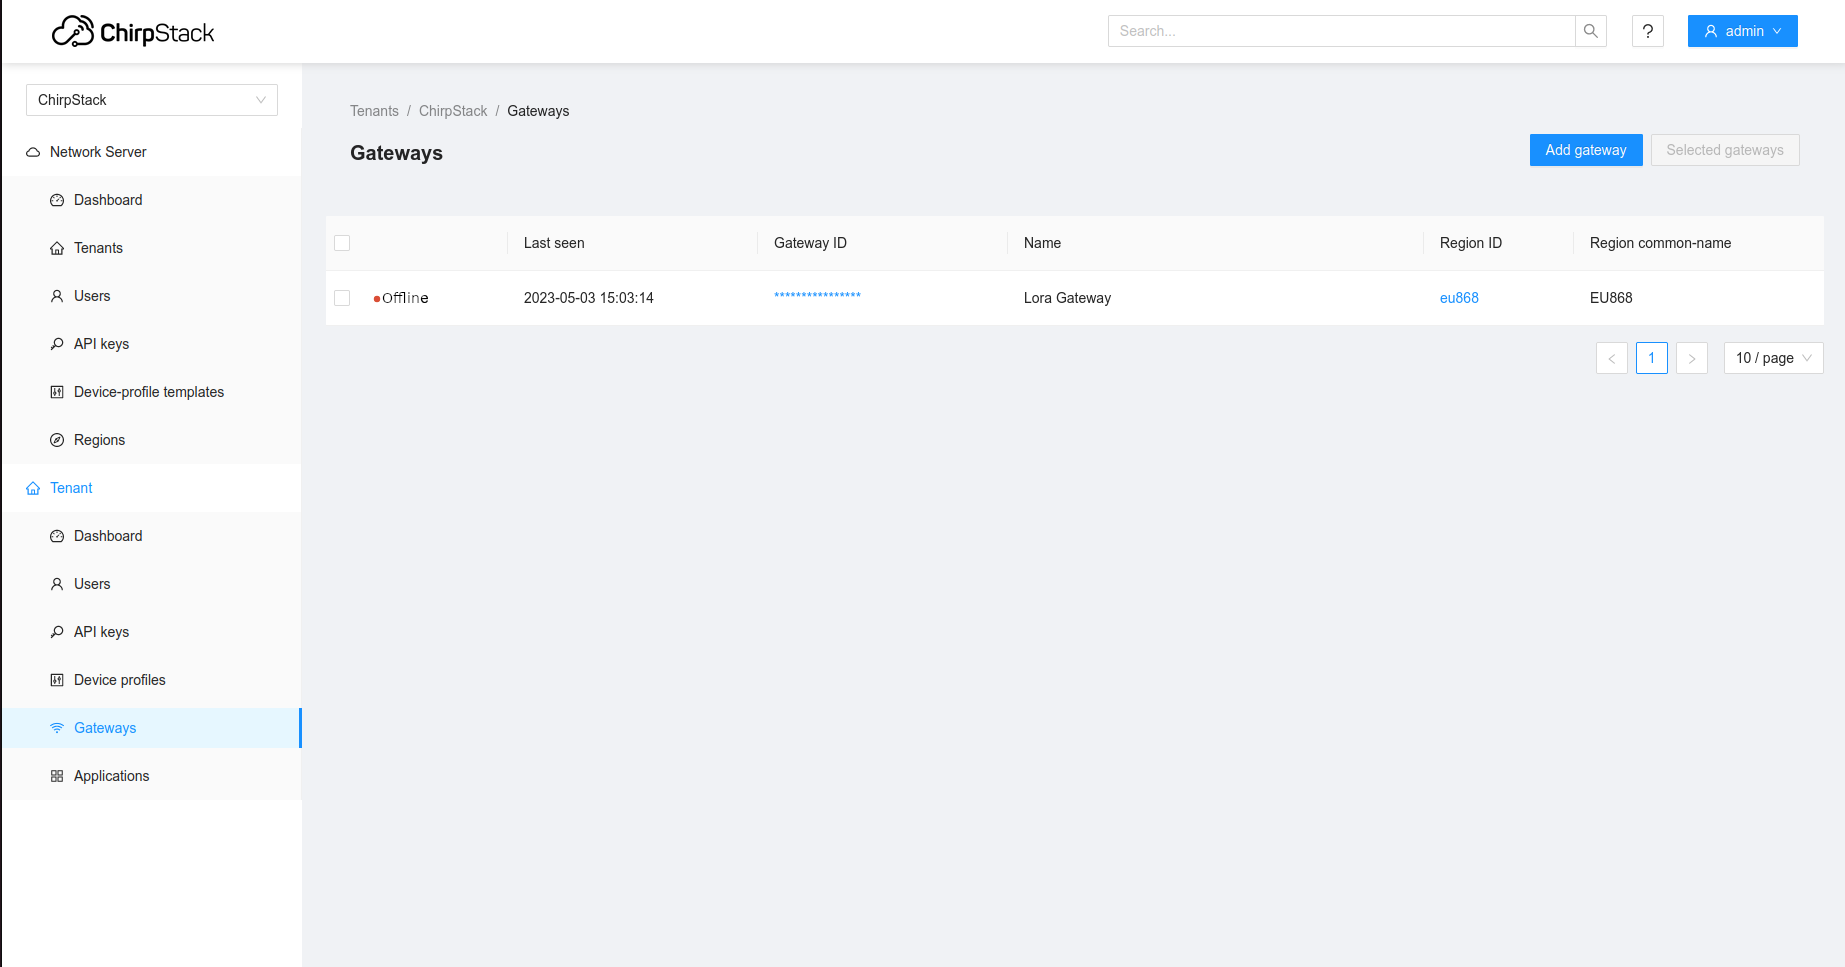 ChirpStack
Search...
?
admin
ChirpStack
Network Server
Dashboard
Tenants
Users
API keys
Device-profile templates
Regions
Tenant
Dashboard
Users
API keys
Device profiles
Gateways
Applications
Tenants / ChirpStack / Gateways
Gateways
Add gateway
Selected gateways
Last seen Gateway ID Name Region ID Region common-name
Offline 2023-05-03 15:03:14 **************** Lora Gateway eu868 EU868
< 1 > 10 / page